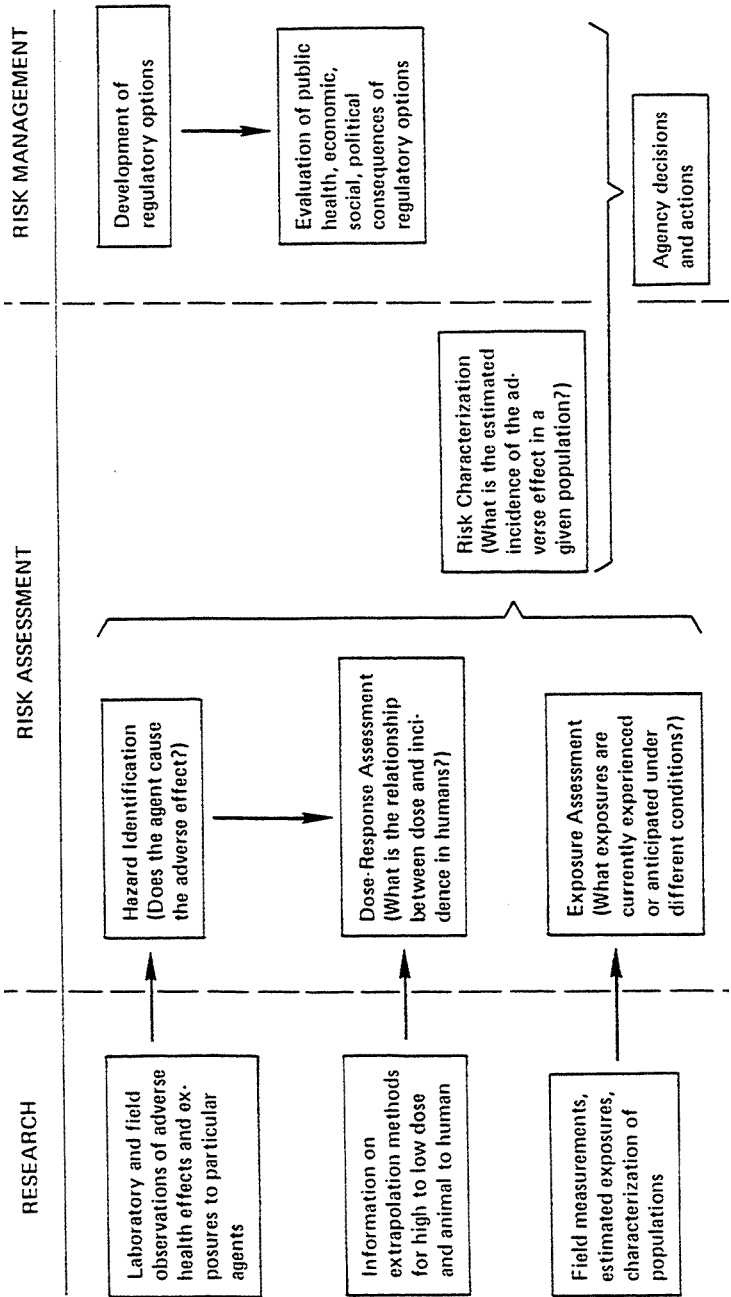 RESEARCH
RISK ASSESSMENT
RISK MANAGEMENT
Laboratory and field
observations of adverse
health effects and ex-
posures to particular
agents
Information on
extrapolation methods
for high to low dose
and animal to human
Field measurements,
estimated exposures,
characterization of
populations
Hazard Identification
(Does the agent cause
the adverse effect?)
Dose-Response Assessment
(What is the relationship
between dose and inci-
dence in humans?)
Exposure Assessment
(What exposures are
currently experienced
or anticipated under
different conditions?)
Risk Characterization
(What is the estimated
incidence of the ad-
verse effect in a
given population?)
Development of
regulatory options
Evaluation of public
health, economic,
social, political
consequences of
regulatory options
Agency decisions
and actions